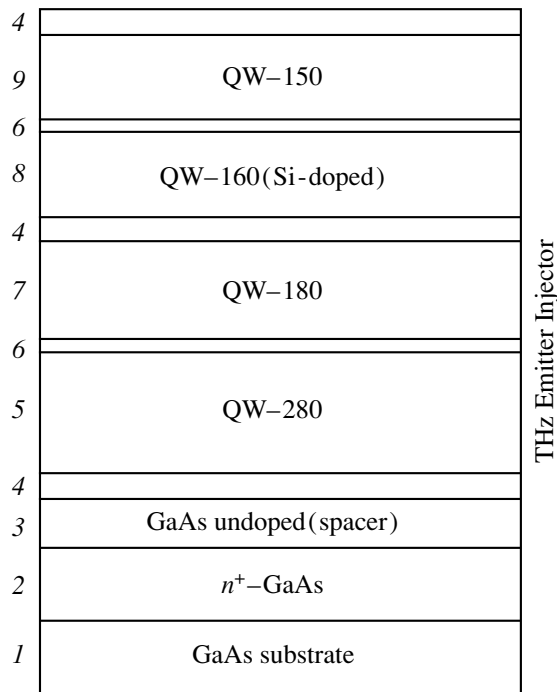 4
9 QW–150
6
8 QW–160(Si-doped)
4
7 QW–180
6
5 QW–280
4
3 GaAs undoped(spacer)
2 n⁺–GaAs
1 GaAs substrate
THz Emitter Injector